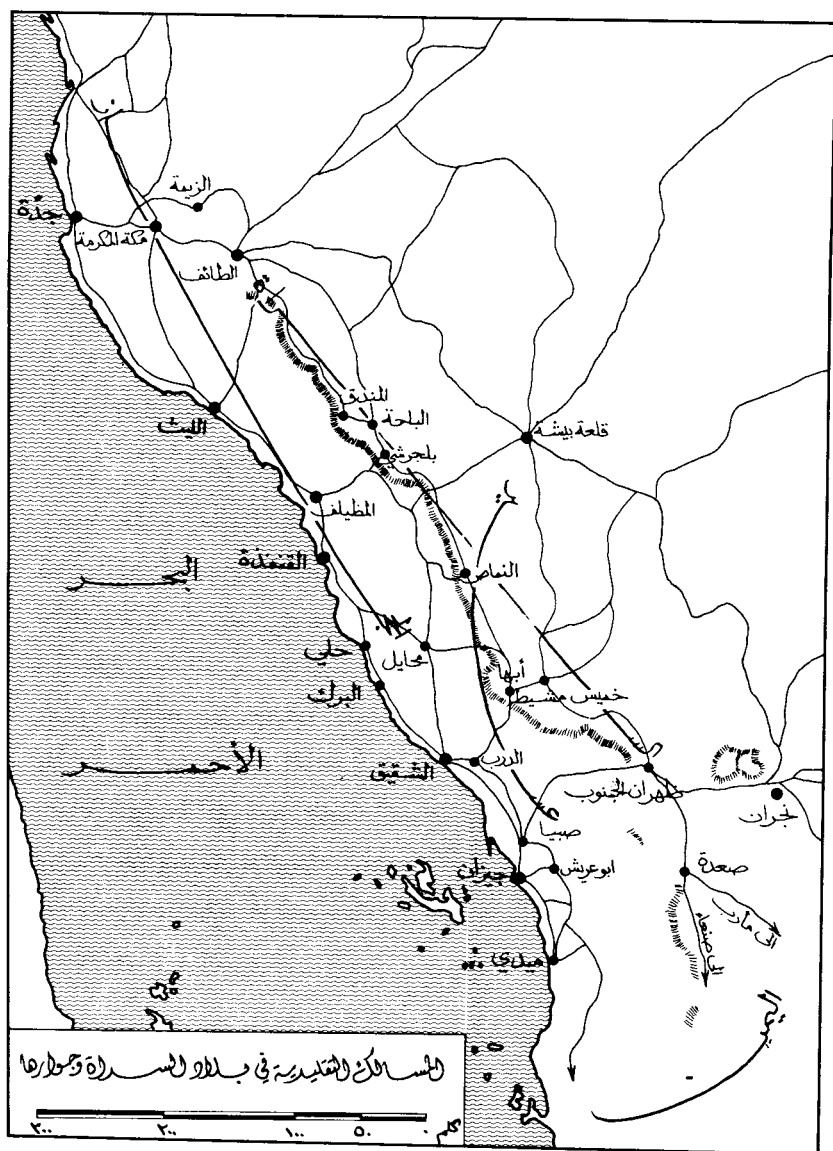 الزيمة
جدّة
مكة المكرمة
الطائف
المندق
الباحة
بلجرشي
قلعة بيشة
الليث
المظيلف
النماص
القنفذة
البحر
حلي
محايل
أبها
خميس مشيط
البرك
الأحمر
الشقيق
الدرب
ظهران الجنوب
نجران
صبيا
جيزان
ابوعريش
صعدة
الى مأرب
الى صنعاء
ميدي
اليمن
المسالك التقليدية في بلاد السراة وجوارها
٣٠٠ ٢٠٠ ١٠٠ ٥٠ ٠ كلم